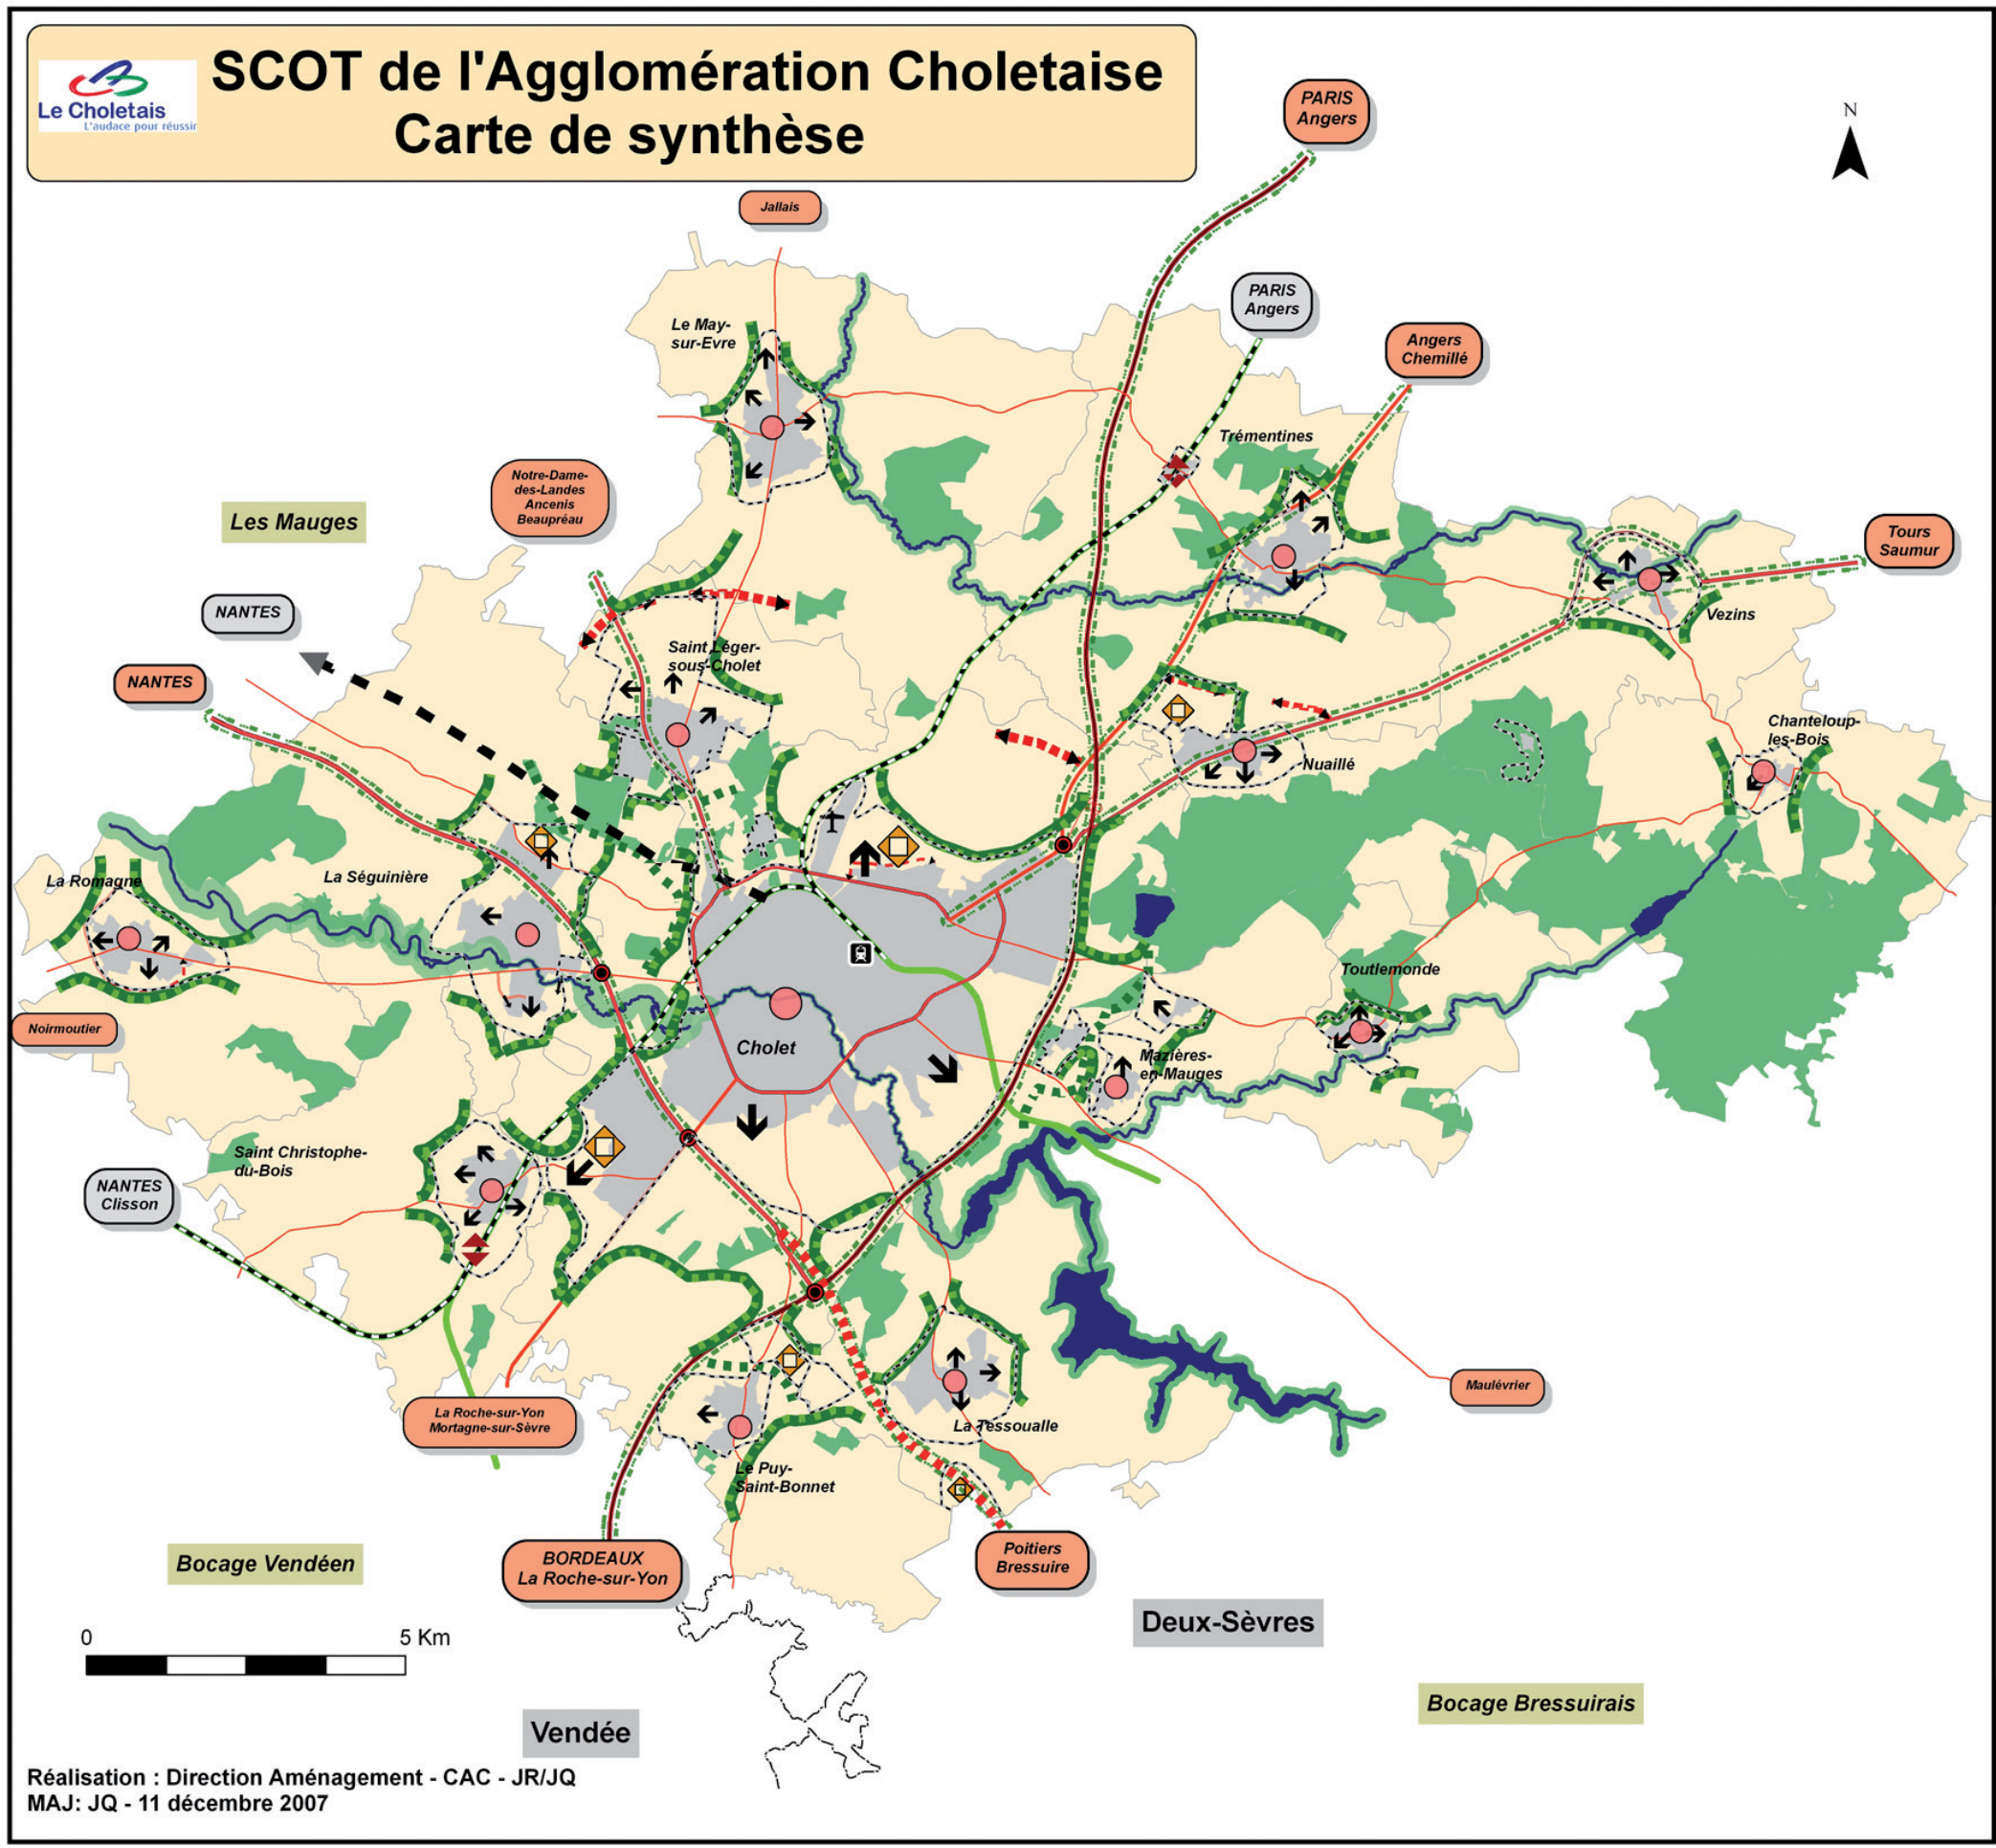 SCOT de l'Agglomération Choletaise
Carte de synthèse
Le Choletais
L'audace pour réussir
PARIS
Angers
N
Jallais
PARIS
Angers
Le May-
sur-Evre
Angers
Chemillé
Trémentines
Notre-Dame-
des-Landes
Ancenis
Beaupréau
Les Mauges
Tours
Saumur
NANTES
Vezins
Saint Léger-
sous-Cholet
NANTES
Chanteloup-
les-Bois
Nuaillé
La Romagne
La Séguinière
Toutlemonde
Noirmoutier
Cholet
Mazières-
en-Mauges
Saint Christophe-
du-Bois
NANTES
Clisson
Maulévrier
La Roche-sur-Yon
Mortagne-sur-Sèvre
La Tessoualle
Le Puy-
Saint-Bonnet
Bocage Vendéen
BORDEAUX
La Roche-sur-Yon
Poitiers
Bressuire
Deux-Sèvres
0 5 Km
Bocage Bressuirais
Vendée
Réalisation : Direction Aménagement - CAC - JR/JQ
MAJ: JQ - 11 décembre 2007